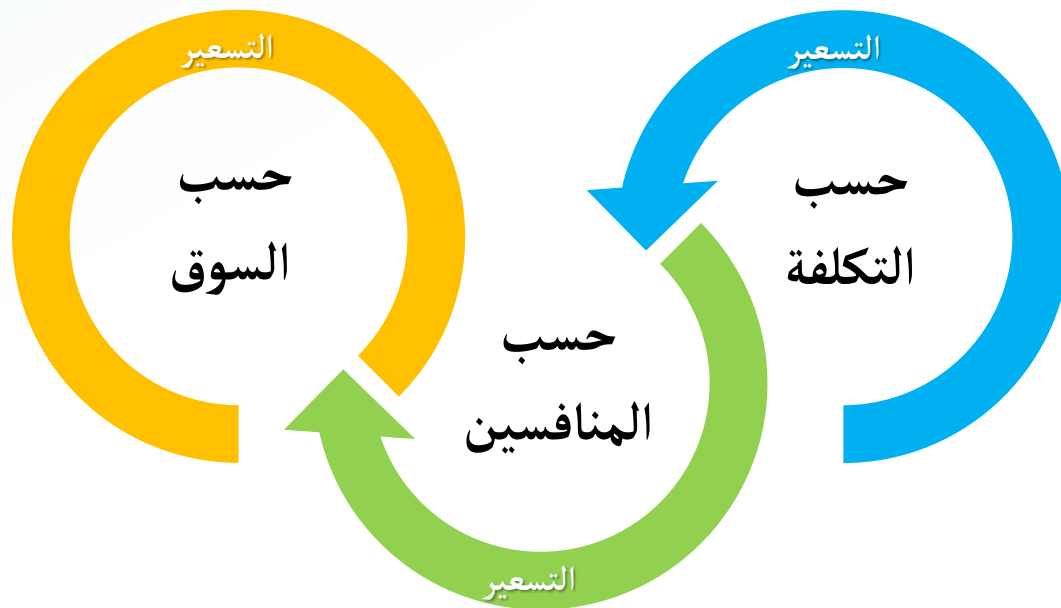 التسعير
حسب
التكلفة
التسعير
حسب
المنافسين
التسعير
حسب
السوق